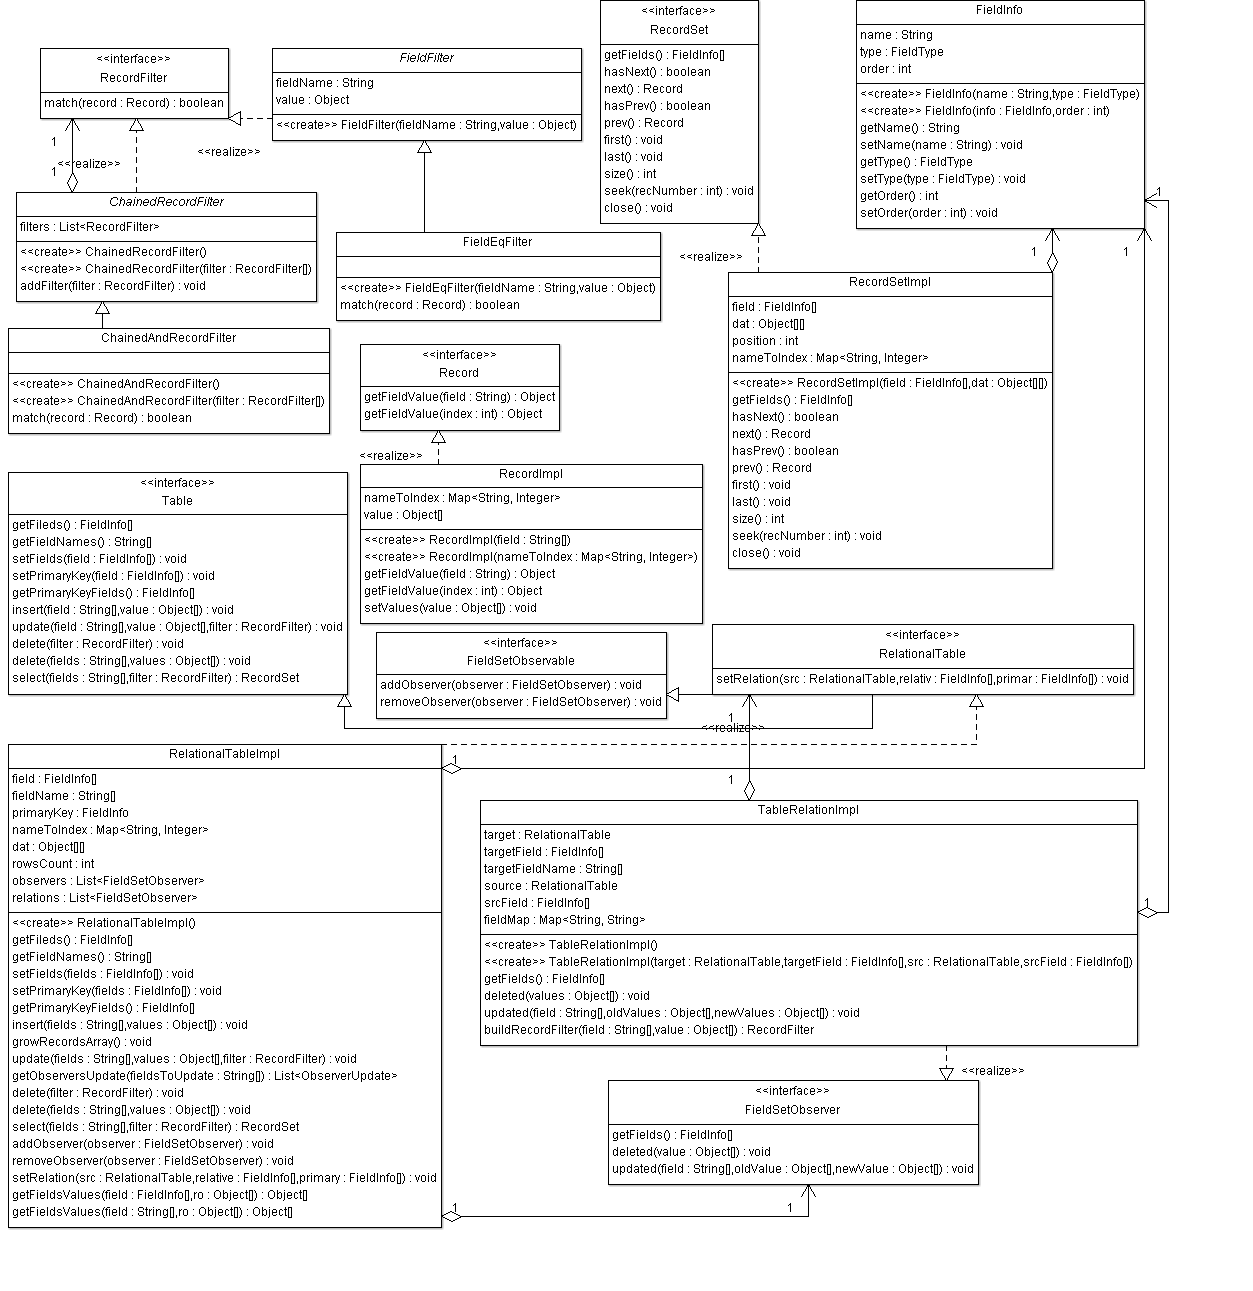 <<interface>>
RecordFilter
match(record : Record) : boolean
FieldFilter
fieldName : String
value : Object
<<create>> FieldFilter(fieldName : String,value : Object)
<<interface>>
RecordSet
getFields() : FieldInfo[]
hasNext() : boolean
next() : Record
hasPrev() : boolean
prev() : Record
first() : void
last() : void
size() : int
seek(recNumber : int) : void
close() : void
FieldInfo
name : String
type : FieldType
order : int
<<create>> FieldInfo(name : String,type : FieldType)
<<create>> FieldInfo(info : FieldInfo,order : int)
getName() : String
setName(name : String) : void
getType() : FieldType
setType(type : FieldType) : void
getOrder() : int
setOrder(order : int) : void
1
<<realize>>
1
<<realize>>
ChainedRecordFilter
filters : List<RecordFilter>
<<create>> ChainedRecordFilter()
<<create>> ChainedRecordFilter(filter : RecordFilter[])
addFilter(filter : RecordFilter) : void
FieldEqFilter
<<create>> FieldEqFilter(fieldName : String,value : Object)
match(record : Record) : boolean
<<realize>>
1
1
1
RecordSetImpl
field : FieldInfo[]
dat : Object[][]
position : int
nameToIndex : Map<String, Integer>
<<create>> RecordSetImpl(field : FieldInfo[],dat : Object[][])
getFields() : FieldInfo[]
hasNext() : boolean
next() : Record
hasPrev() : boolean
prev() : Record
first() : void
last() : void
size() : int
seek(recNumber : int) : void
close() : void
ChainedAndRecordFilter
<<create>> ChainedAndRecordFilter()
<<create>> ChainedAndRecordFilter(filter : RecordFilter[])
match(record : Record) : boolean
<<interface>>
Record
getFieldValue(field : String) : Object
getFieldValue(index : int) : Object
<<realize>>
RecordImpl
nameToIndex : Map<String, Integer>
value : Object[]
<<create>> RecordImpl(field : String[])
<<create>> RecordImpl(nameToIndex : Map<String, Integer>)
getFieldValue(field : String) : Object
getFieldValue(index : int) : Object
setValues(value : Object[]) : void
<<interface>>
Table
getFileds() : FieldInfo[]
getFieldNames() : String[]
setFields(field : FieldInfo[]) : void
setPrimaryKey(field : FieldInfo[]) : void
getPrimaryKeyFields() : FieldInfo[]
insert(field : String[],value : Object[]) : void
update(field : String[],value : Object[],filter : RecordFilter) : void
delete(filter : RecordFilter) : void
delete(fields : String[],values : Object[]) : void
select(fields : String[],filter : RecordFilter) : RecordSet
<<interface>>
FieldSetObservable
addObserver(observer : FieldSetObserver) : void
removeObserver(observer : FieldSetObserver) : void
<<interface>>
RelationalTable
setRelation(src : RelationalTable,relativ : FieldInfo[],primar : FieldInfo[]) : void
1
<<realize>>
RelationalTableImpl
field : FieldInfo[]
fieldName : String[]
primaryKey : FieldInfo
nameToIndex : Map<String, Integer>
dat : Object[][]
rowsCount : int
observers : List<FieldSetObserver>
relations : List<FieldSetObserver>
<<create>> RelationalTableImpl()
getFileds() : FieldInfo[]
getFieldNames() : String[]
setFields(fields : FieldInfo[]) : void
setPrimaryKey(fields : FieldInfo[]) : void
getPrimaryKeyFields() : FieldInfo[]
insert(fields : String[],values : Object[]) : void
growRecordsArray() : void
update(fields : String[],values : Object[],filter : RecordFilter) : void
getObserversUpdate(fieldsToUpdate : String[]) : List<ObserverUpdate>
delete(filter : RecordFilter) : void
delete(fields : String[],values : Object[]) : void
select(fields : String[],filter : RecordFilter) : RecordSet
addObserver(observer : FieldSetObserver) : void
removeObserver(observer : FieldSetObserver) : void
setRelation(src : RelationalTable,relative : FieldInfo[],primary : FieldInfo[]) : void
getFieldsValues(field : FieldInfo[],ro : Object[]) : Object[]
getFieldsValues(field : String[],ro : Object[]) : Object[]
1
1
TableRelationImpl
target : RelationalTable
targetField : FieldInfo[]
targetFieldName : String[]
source : RelationalTable
srcField : FieldInfo[]
fieldMap : Map<String, String>
<<create>> TableRelationImpl()
<<create>> TableRelationImpl(target : RelationalTable,targetField : FieldInfo[],src : RelationalTable,srcField : FieldInfo[])
getFields() : FieldInfo[]
deleted(values : Object[]) : void
updated(field : String[],oldValues : Object[],newValues : Object[]) : void
buildRecordFilter(field : String[],value : Object[]) : RecordFilter
1
<<realize>>
<<interface>>
FieldSetObserver
getFields() : FieldInfo[]
deleted(value : Object[]) : void
updated(field : String[],oldValue : Object[],newValue : Object[]) : void
1
1